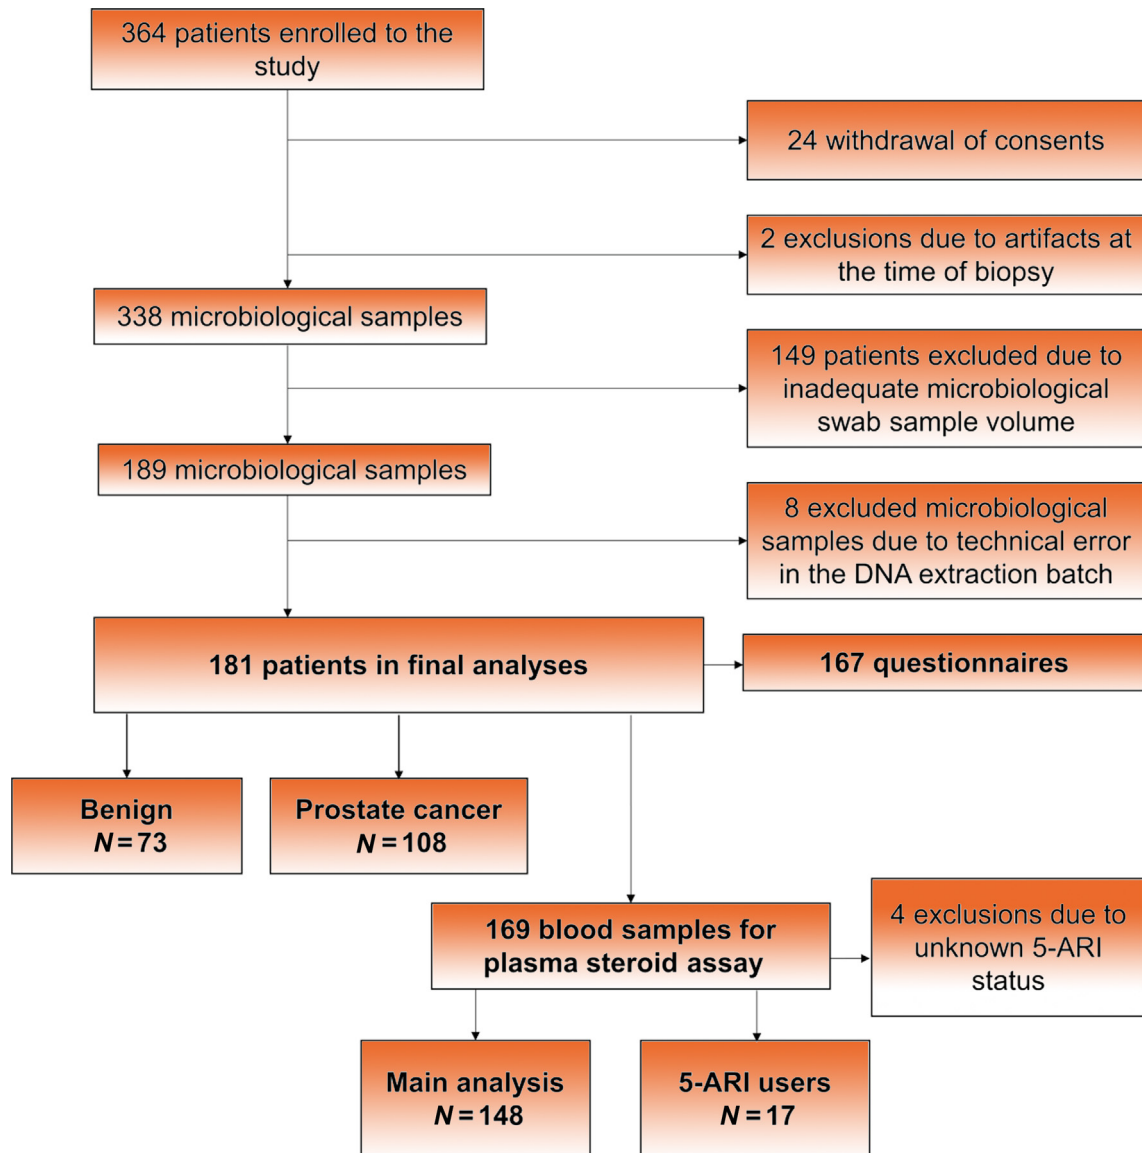 364 patients enrolled to the
study
24 withdrawal of consents
2 exclusions due to artifacts at
the time of biopsy
338 microbiological samples
149 patients excluded due to
inadequate microbiological
swab sample volume
189 microbiological samples
8 excluded microbiological
samples due to technical error
in the DNA extraction batch
181 patients in final analyses
167 questionnaires
Benign
N = 73
Prostate cancer
N = 108
169 blood samples for
plasma steroid assay
4 exclusions due to
unknown 5-ARI
status
Main analysis
N = 148
5-ARI users
N = 17